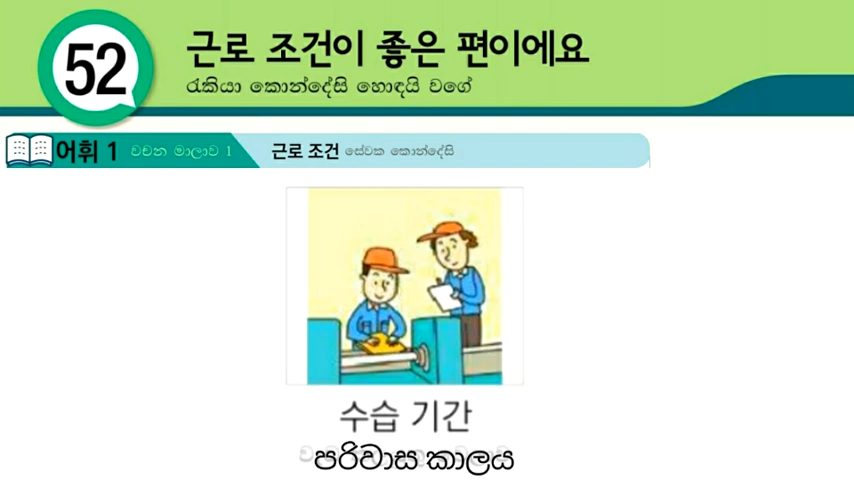 52
근로 조건이 좋은 편이에요
රැකියා කොන්දේසි හොඳයි වගේ
어휘 1 වචන මාලාව 1
근로 조건 සේවක කොන්දේසි
수습 기간
පරිවාස කාලය